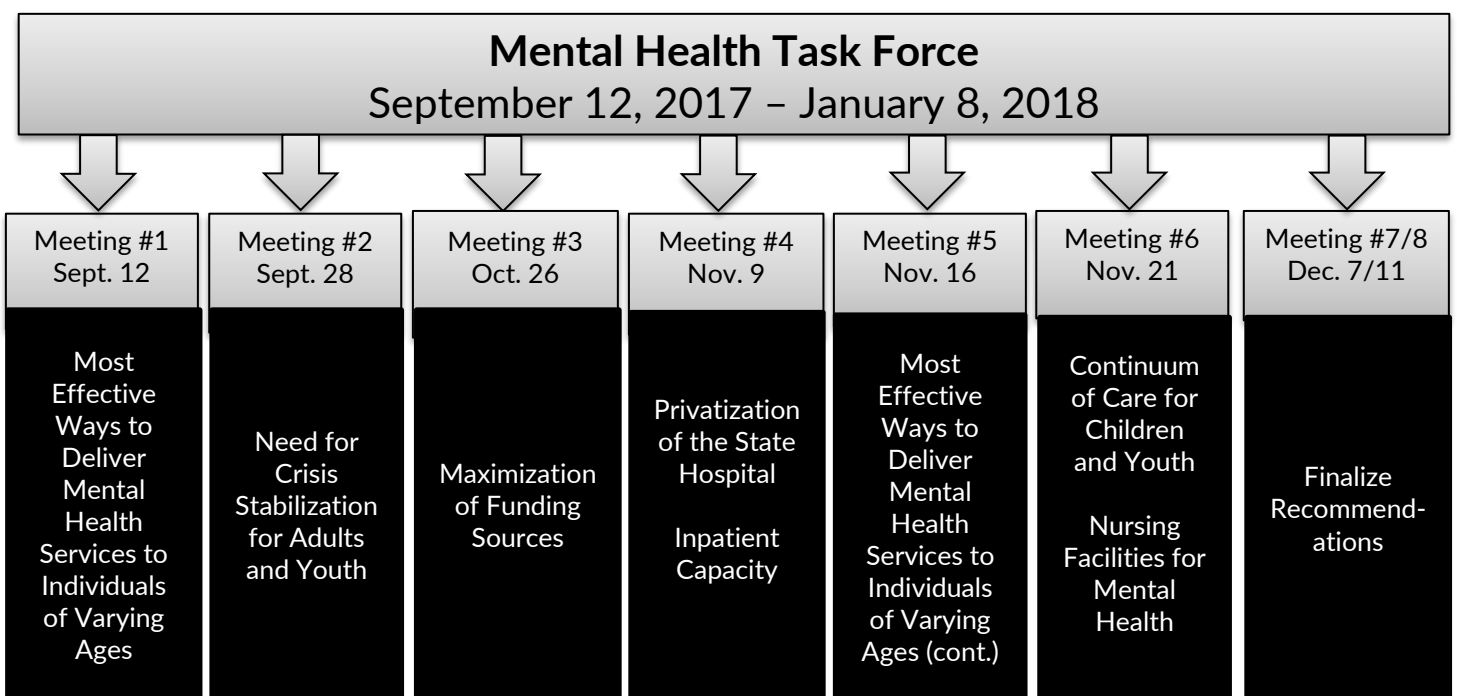 Mental Health Task Force
September 12, 2017 – January 8, 2018
Meeting #1
Sept. 12
Most
Effective
Ways to
Deliver
Mental
Health
Services to
Individuals
of Varying
Ages
Meeting #2
Sept. 28
Need for
Crisis
Stabilization
for Adults
and Youth
Meeting #3
Oct. 26
Maximization
of Funding
Sources
Meeting #4
Nov. 9
Privatization
of the State
Hospital
Inpatient
Capacity
Meeting #5
Nov. 16
Most
Effective
Ways to
Deliver
Mental
Health
Services to
Individuals
of Varying
Ages (cont.)
Meeting #6
Nov. 21
Continuum
of Care for
Children
and Youth
Nursing
Facilities for
Mental
Health
Meeting #7/8
Dec. 7/11
Finalize
Recommend-
ations